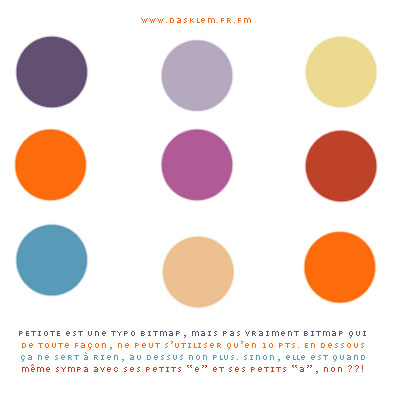 www.dasklem.fr.fm
petiote est une typo bitmap, mais pas vraiment bitmap qui
de toute façon, ne peut s'utiliser qu'en 10 pts. en dessous
ça ne sert à rien, au dessus non plus. sinon, elle est quand
même sympa avec ses petits "e" et ses petits "a", non ??!